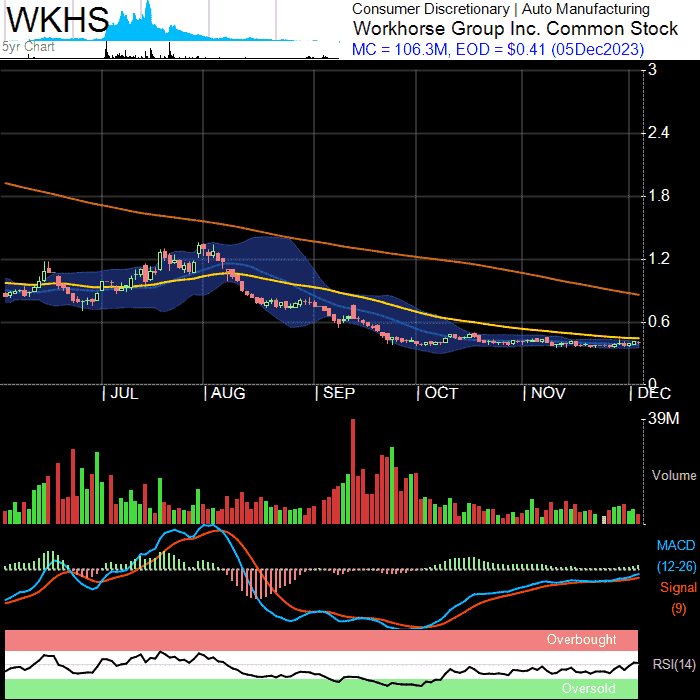 WKHS
5yr Chart
Consumer Discretionary | Auto Manufacturing
Workhorse Group Inc. Common Stock
MC = 106.3M, EOD = $0.41 (05Dec2023)
3
2.4
1.8
1.2
0.6
0
JUL AUG SEP OCT NOV DEC
39M
Volume
MACD
(12-26)
Signal
(9)
Overbought
RSI(14)
Oversold